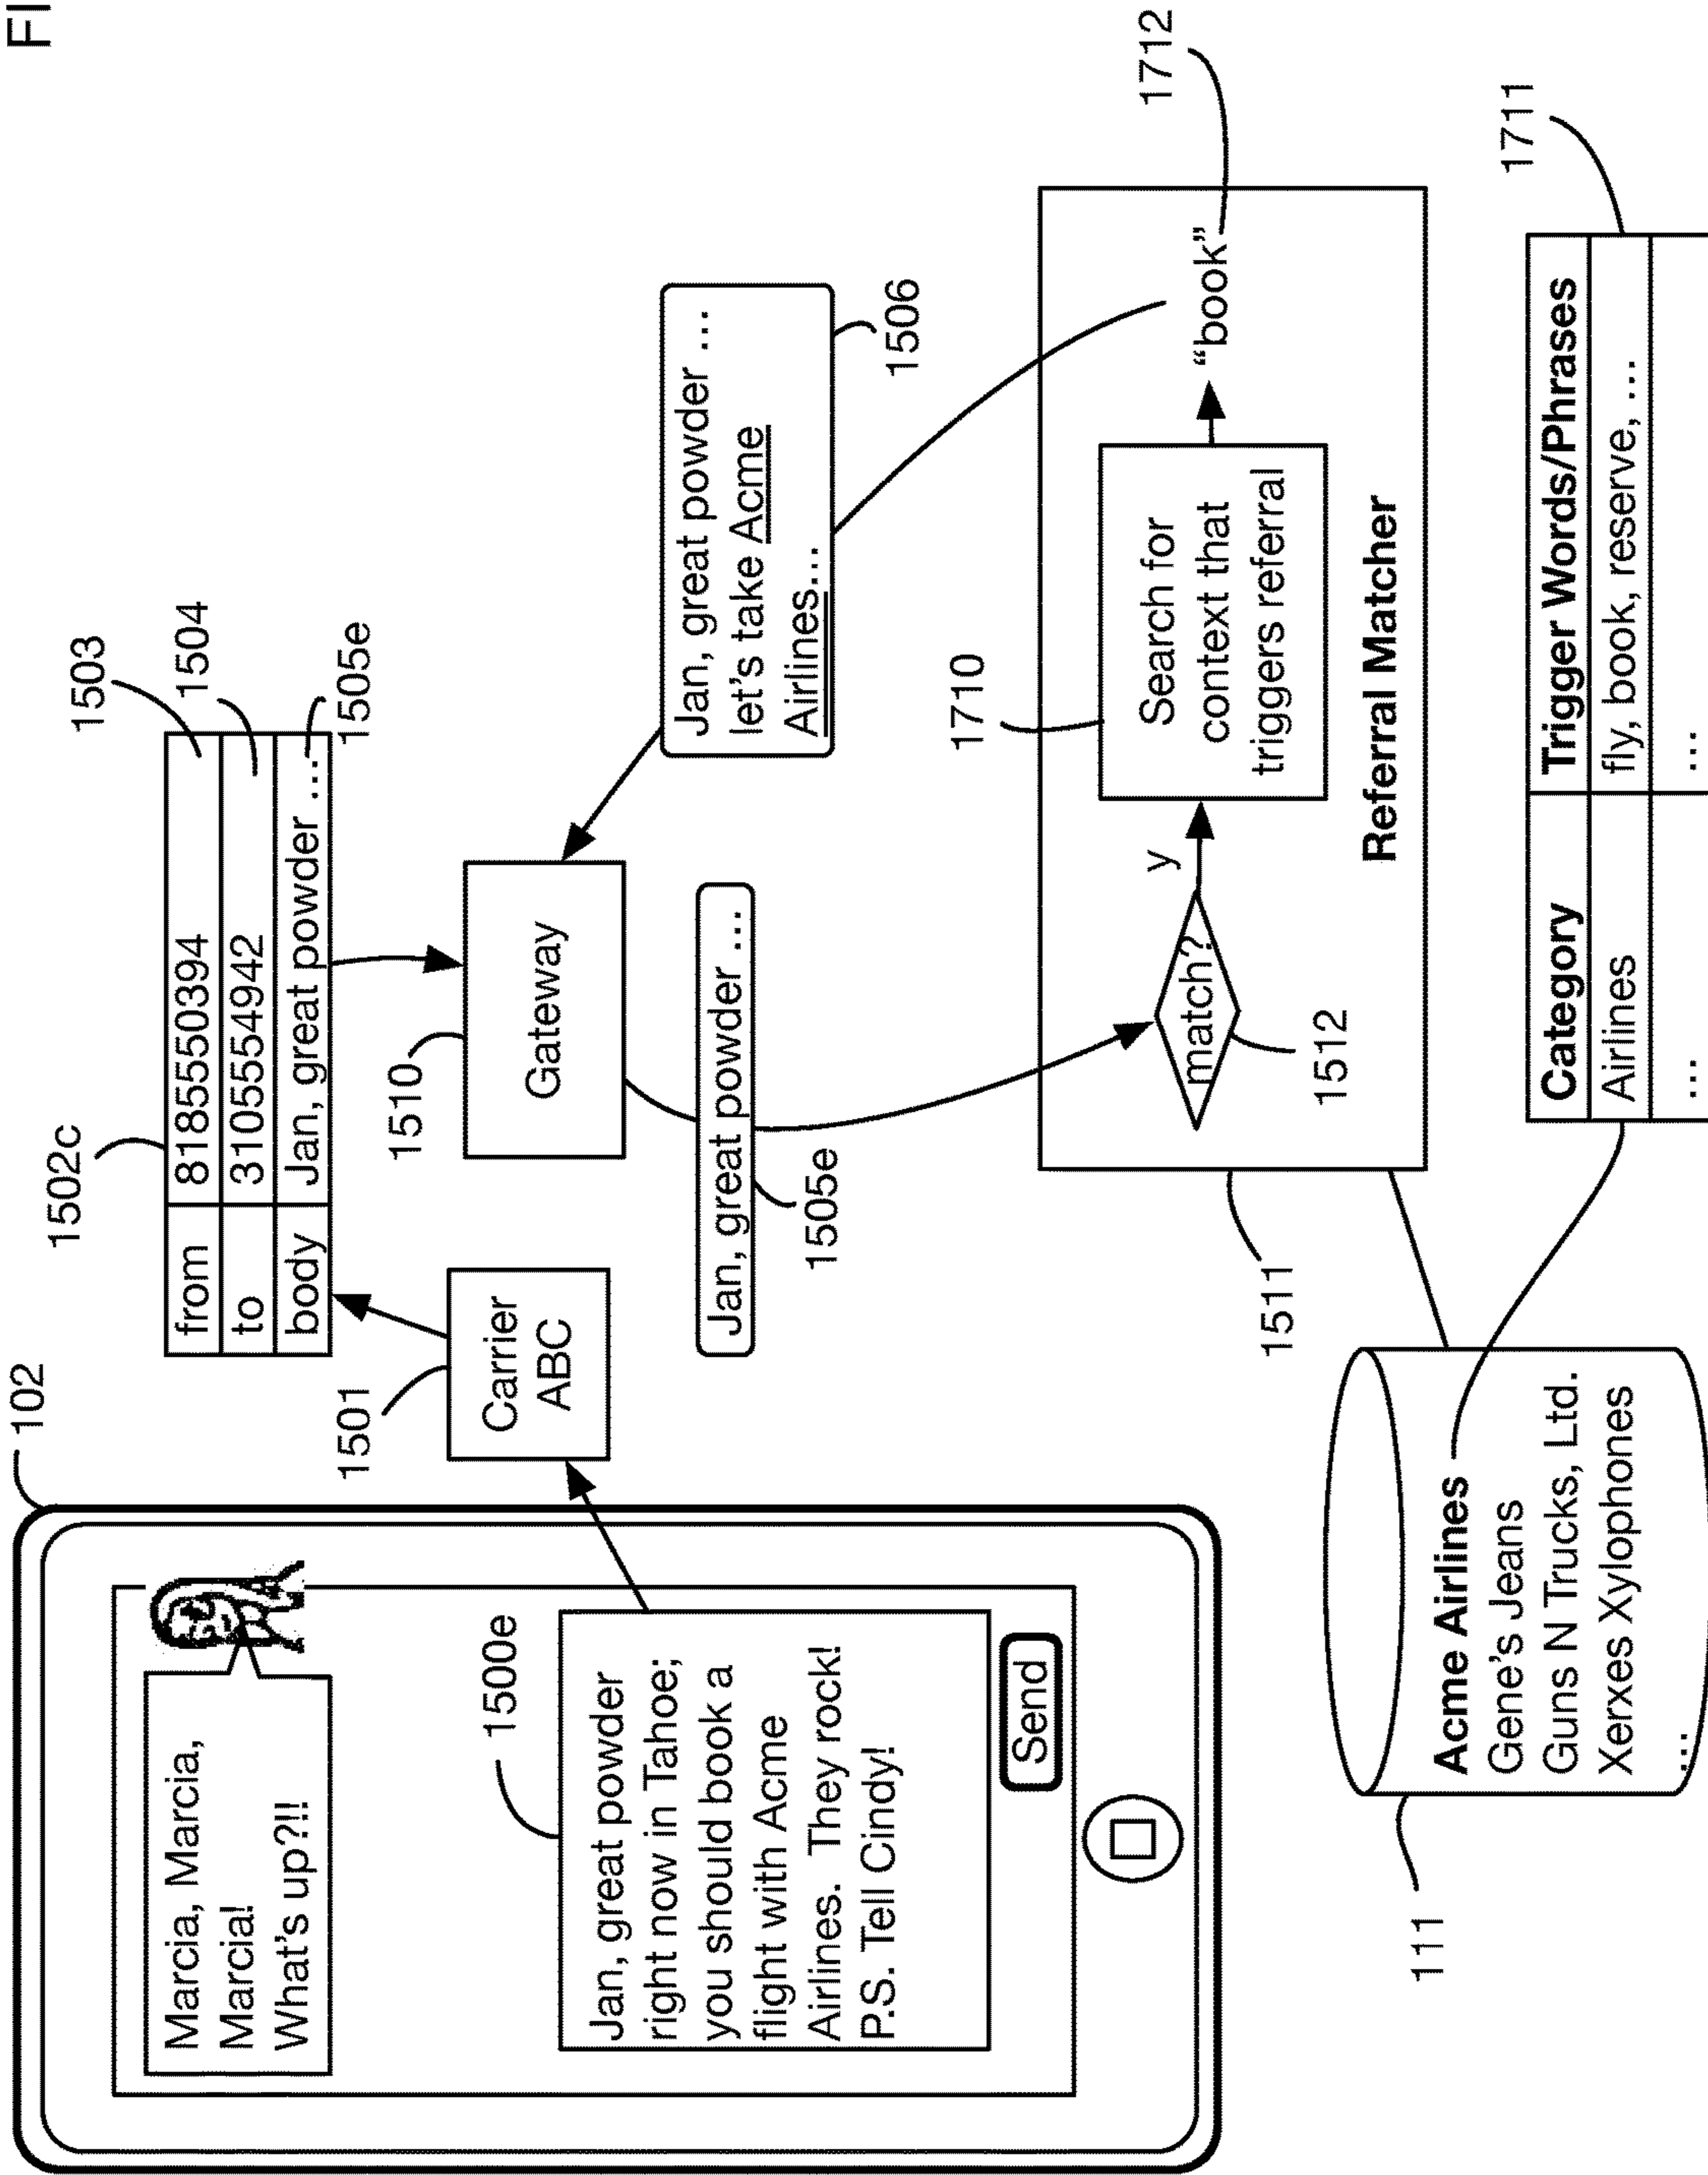 FI
102
Marcia, Marcia,
Marcia!
What's up?!!
1500e
Jan, great powder
right now in Tahoe;
you should book a
flight with Acme
Airlines. They rock!
P.S. Tell Cindy!
Send
1501
Carrier
ABC
1502c
from 8185550394
to 3105554942
body Jan, great powder ...
1503
1504
1505e
1510
Gateway
Jan, great powder ...
1505e
Jan, great powder ...
let's take Acme
Airlines...
1506
1511
match?
1512
y
1710
Search for
context that
triggers referral
"book"
1712
Referral Matcher
111
Acme Airlines
Gene's Jeans
Guns N Trucks, Ltd.
Xerxes Xylophones
...
1711
Category Trigger Words/Phrases
Airlines fly, book, reserve, ...
... ...